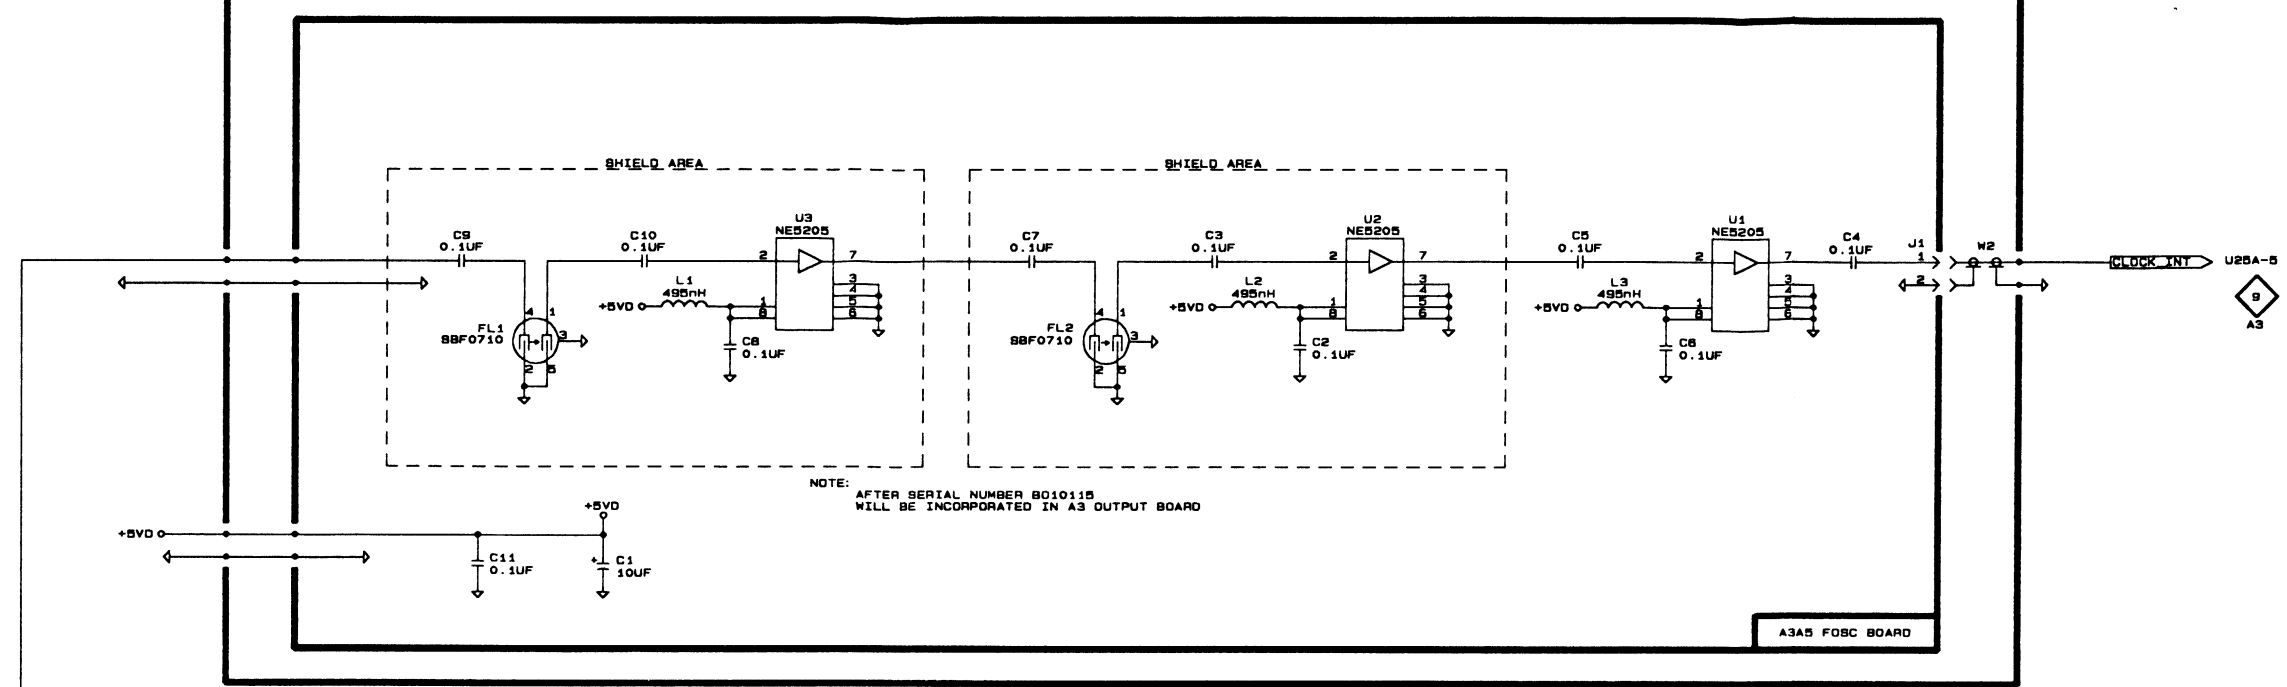 SHIELD AREA
SHIELD AREA
C9
0.1UF
C10
0.1UF
U3
NE5205
2
7
3
4
5
6
1
8
L1
495nH
+5VD
C8
0.1UF
4
1
FL1
SBF0710
3
2
5
C7
0.1UF
C3
0.1UF
U2
NE5205
2
7
3
4
5
6
1
8
L2
495nH
+5VD
C2
0.1UF
4
1
FL2
SBF0710
3
2
5
C5
0.1UF
U1
NE5205
2
7
3
4
5
6
1
8
L3
495nH
+5VD
C6
0.1UF
C4
0.1UF
J1
1
2
W2
CLOCK INT
U25A-5
9
A3
NOTE:
AFTER SERIAL NUMBER B010115
WILL BE INCORPORATED IN A3 OUTPUT BOARD
+5VD
+5VD
C11
0.1UF
+
C1
10UF
A3A5 FOSC BOARD